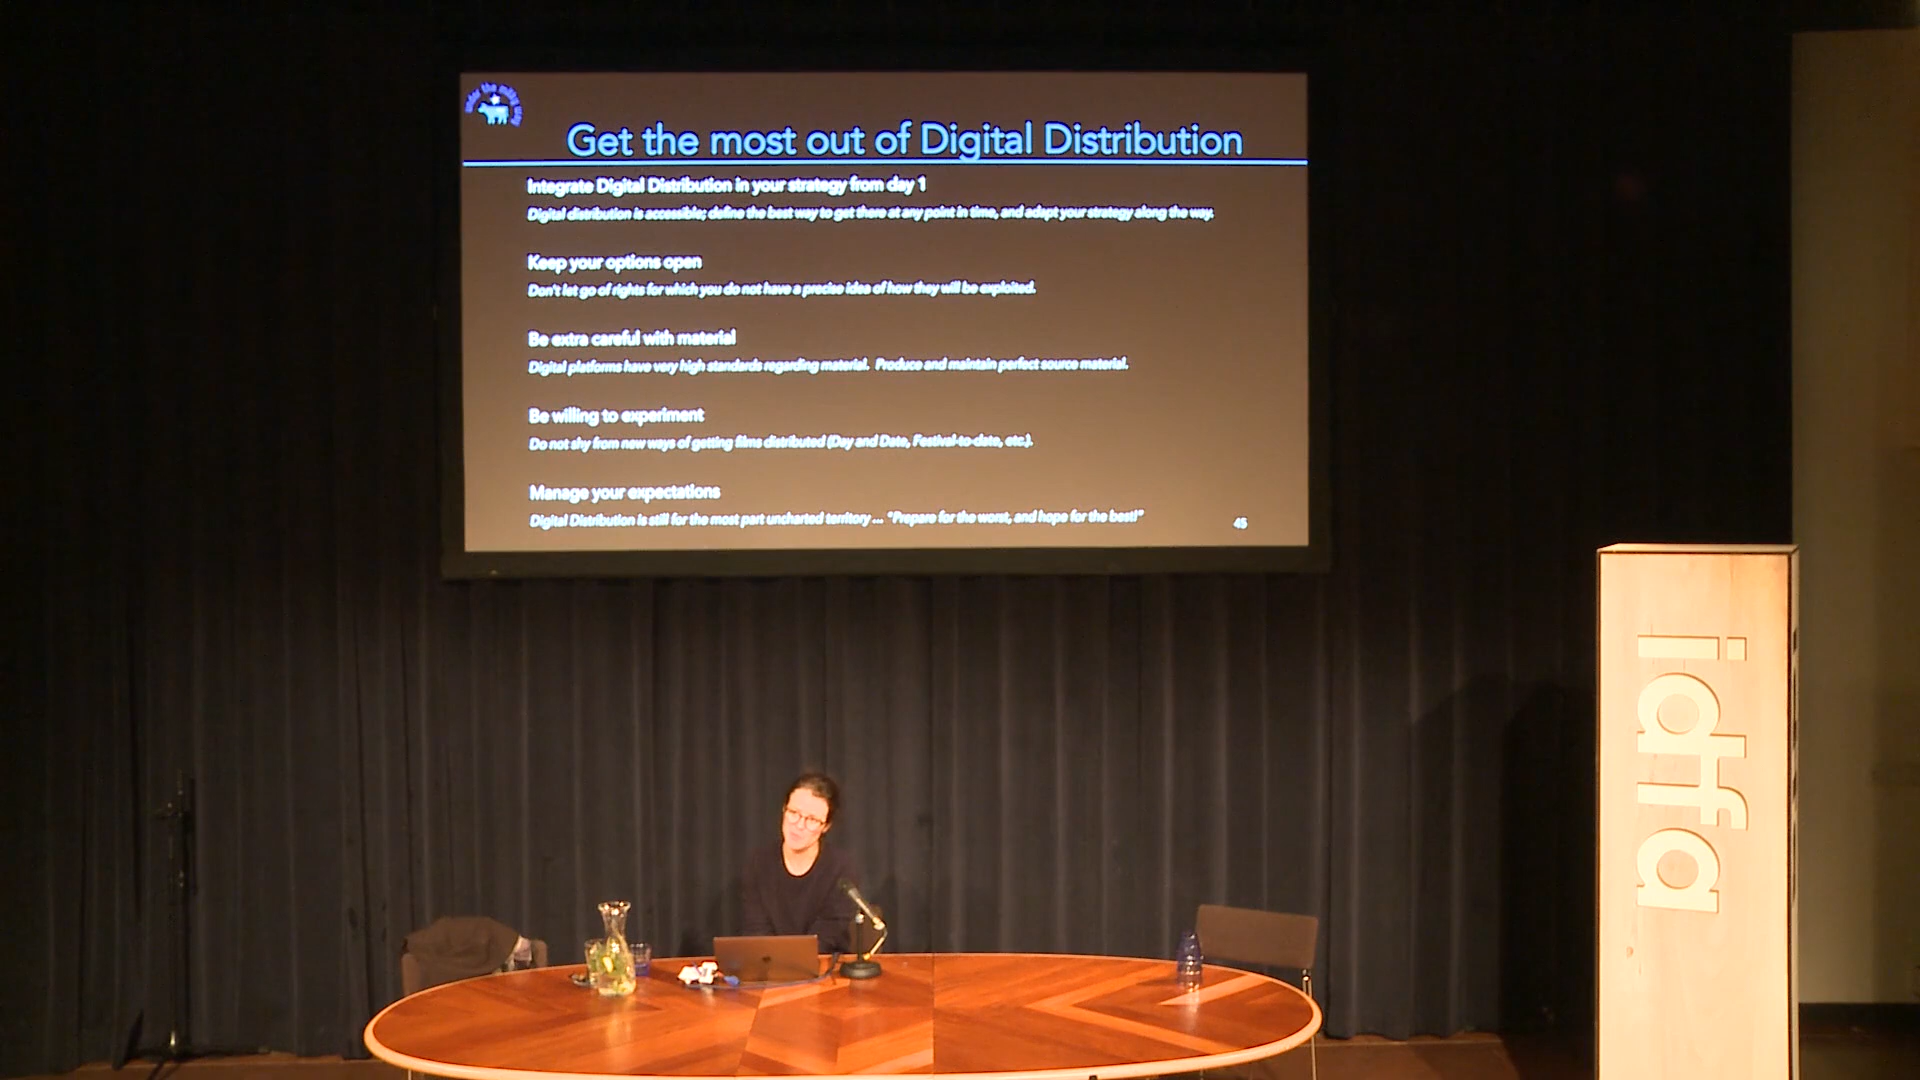 under the milky way
Get the most out of Digital Distribution
Integrate Digital Distribution in your strategy from day 1
Digital distribution is accessible; define the best way to get there at any point in time, and adapt your strategy along the way.
Keep your options open
Don't let go of rights for which you do not have a precise idea of how they will be exploited.
Be extra careful with material
Digital platforms have very high standards regarding material. Produce and maintain perfect source material.
Be willing to experiment
Do not shy from new ways of getting films distributed (Day and Date, Festival-to-date, etc.).
Manage your expectations
Digital Distribution is still for the most part uncharted territory ... "Prepare for the worst, and hope for the best!"
45
idfa